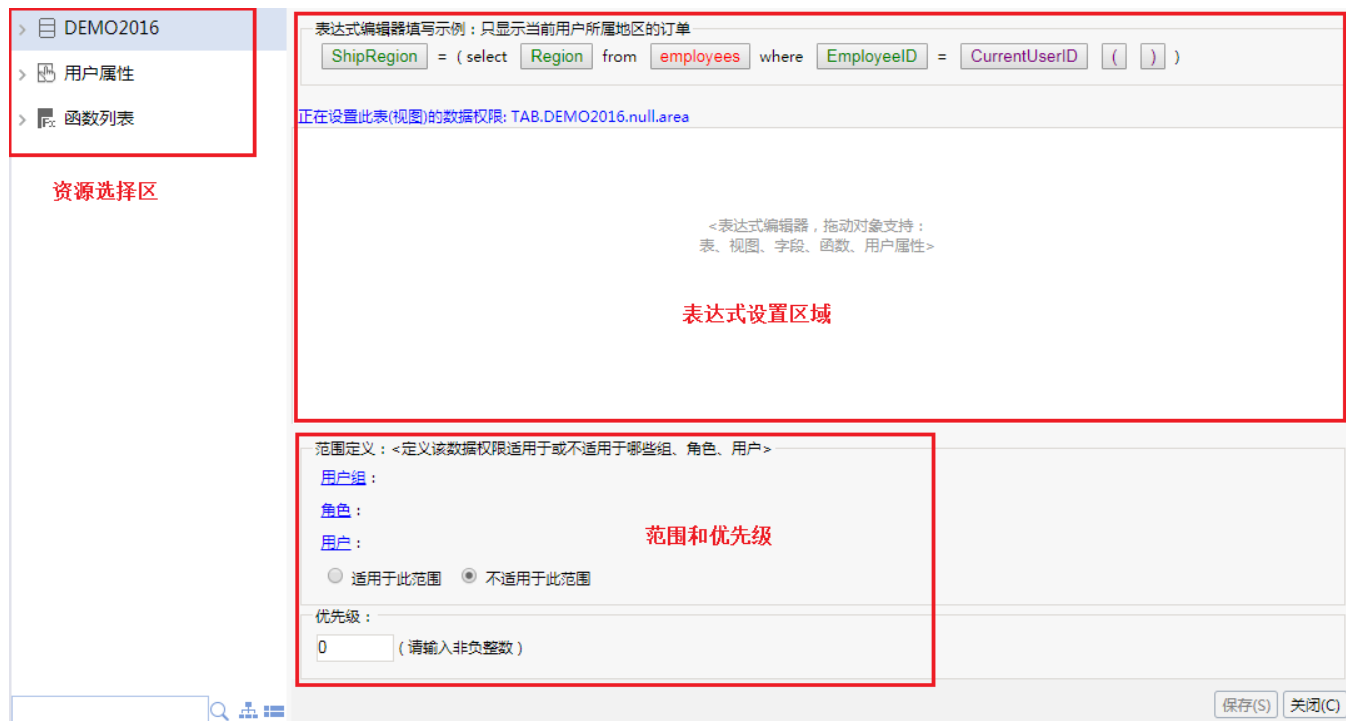 DEMO2016
用户属性
函数列表
资源选择区
表达式编辑器填写示例：只显示当前用户所属地区的订单
ShipRegion = ( select Region from employees where EmployeeID = CurrentUserID ( ) )
正在设置此表(视图)的数据权限: TAB.DEMO2016.null.area
<表达式编辑器，拖动对象支持：
表、视图、字段、函数、用户属性>
表达式设置区域
范围定义：<定义该数据权限适用于或不适用于哪些组、角色、用户>
用户组：
角色：
用户：
范围和优先级
适用于此范围 不适用于此范围
优先级：
0 ( 请输入非负整数 )
保存(S) 关闭(C)